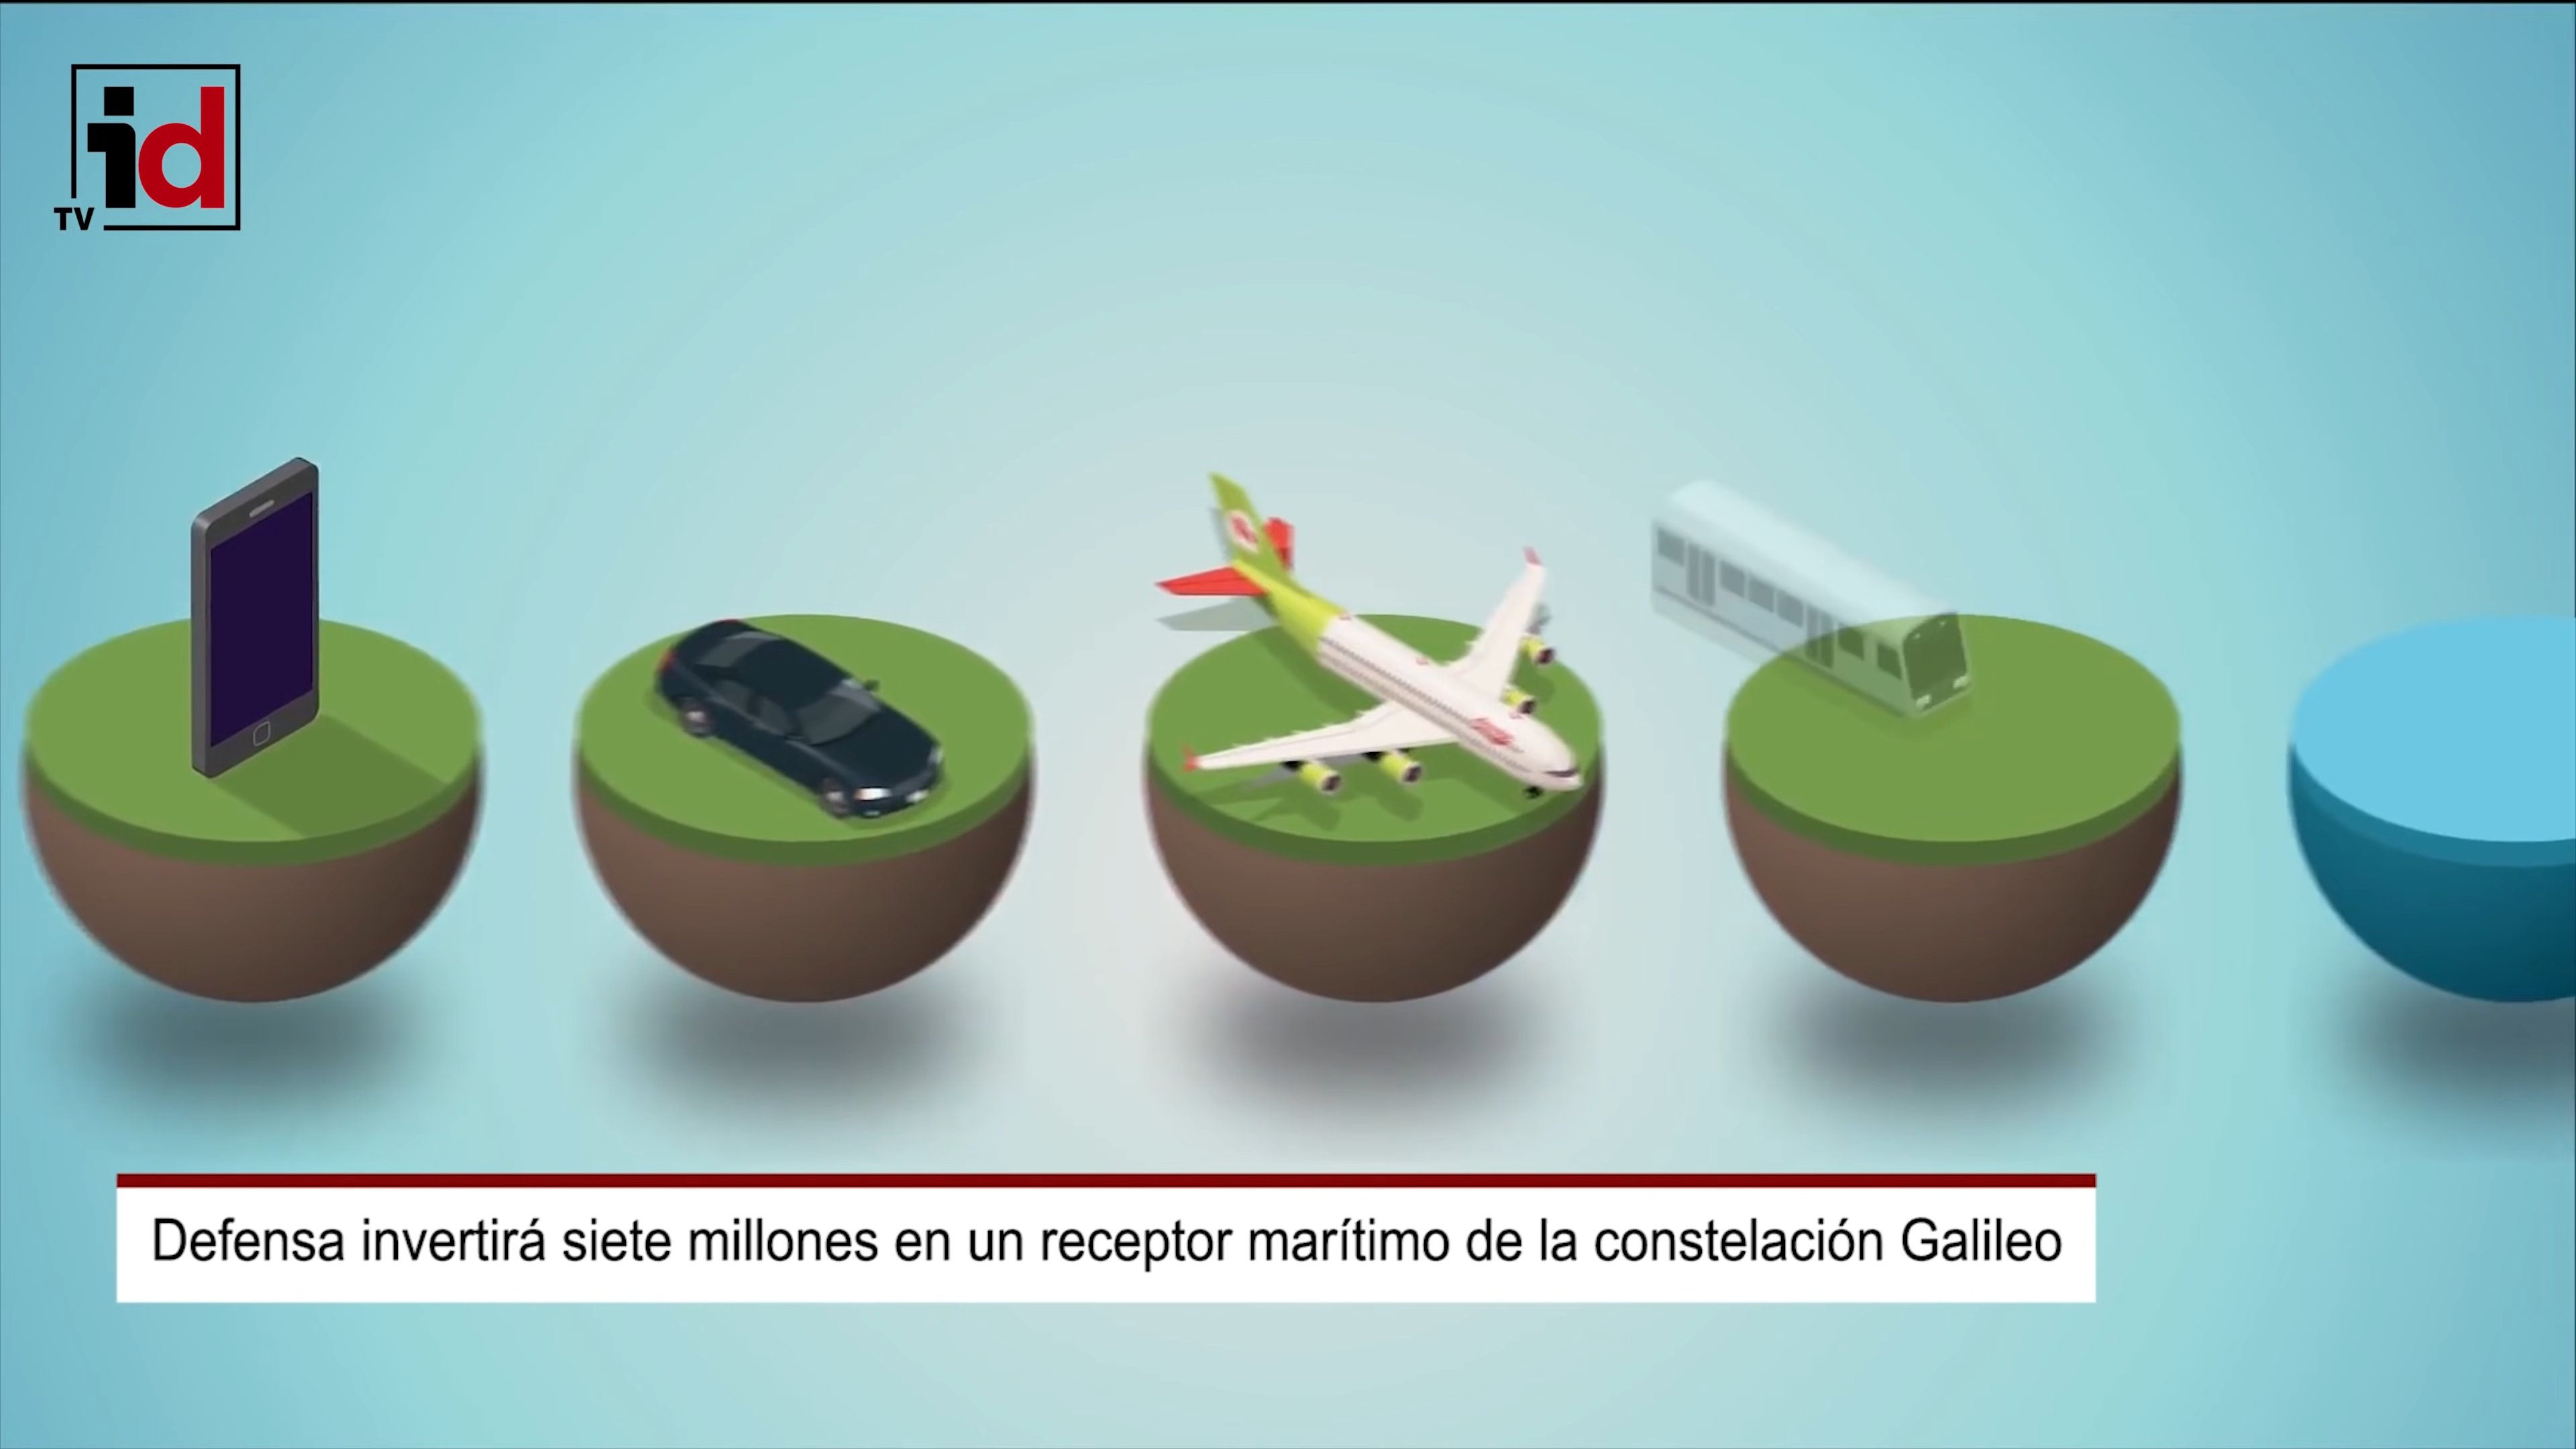 id
TV
Defensa invertirá siete millones en un receptor marítimo de la constelación Galileo